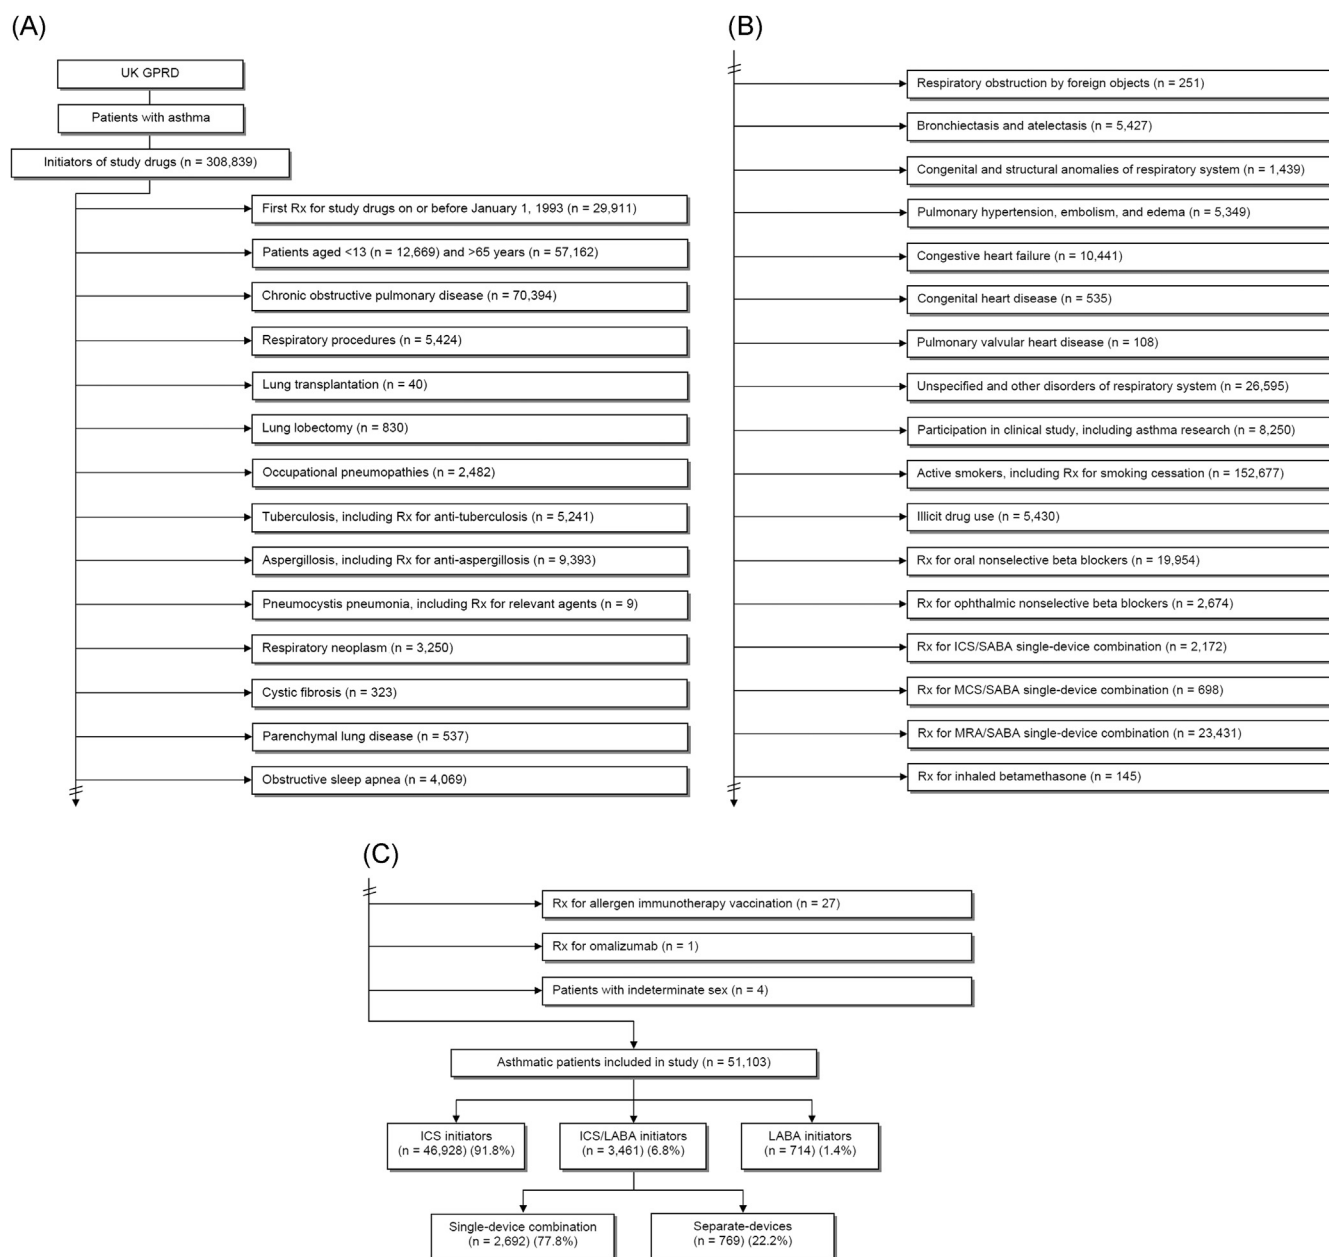 (A)
UK GPRD
Patients with asthma
Initiators of study drugs (n = 308,839)
First Rx for study drugs on or before January 1, 1993 (n = 29,911)
Patients aged <13 (n = 12,669) and >65 years (n = 57,162)
Chronic obstructive pulmonary disease (n = 70,394)
Respiratory procedures (n = 5,424)
Lung transplantation (n = 40)
Lung lobectomy (n = 830)
Occupational pneumopathies (n = 2,482)
Tuberculosis, including Rx for anti-tuberculosis (n = 5,241)
Aspergillosis, including Rx for anti-aspergillosis (n = 9,393)
Pneumocystis pneumonia, including Rx for relevant agents (n = 9)
Respiratory neoplasm (n = 3,250)
Cystic fibrosis (n = 323)
Parenchymal lung disease (n = 537)
Obstructive sleep apnea (n = 4,069)
(B)
Respiratory obstruction by foreign objects (n = 251)
Bronchiectasis and atelectasis (n = 5,427)
Congenital and structural anomalies of respiratory system (n = 1,439)
Pulmonary hypertension, embolism, and edema (n = 5,349)
Congestive heart failure (n = 10,441)
Congenital heart disease (n = 535)
Pulmonary valvular heart disease (n = 108)
Unspecified and other disorders of respiratory system (n = 26,595)
Participation in clinical study, including asthma research (n = 8,250)
Active smokers, including Rx for smoking cessation (n = 152,677)
Illicit drug use (n = 5,430)
Rx for oral nonselective beta blockers (n = 19,954)
Rx for ophthalmic nonselective beta blockers (n = 2,674)
Rx for ICS/SABA single-device combination (n = 2,172)
Rx for MCS/SABA single-device combination (n = 698)
Rx for MRA/SABA single-device combination (n = 23,431)
Rx for inhaled betamethasone (n = 145)
(C)
Rx for allergen immunotherapy vaccination (n = 27)
Rx for omalizumab (n = 1)
Patients with indeterminate sex (n = 4)
Asthmatic patients included in study (n = 51,103)
ICS initiators
(n = 46,928) (91.8%)
ICS/LABA initiators
(n = 3,461) (6.8%)
LABA initiators
(n = 714) (1.4%)
Single-device combination
(n = 2,692) (77.8%)
Separate-devices
(n = 769) (22.2%)